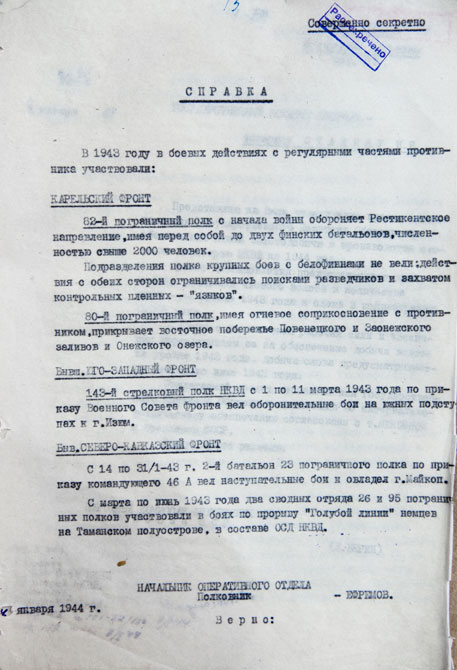 Совершенно секретно
Рассекречено
СПРАВКА
В 1943 году в боевых действиях с регулярными частями против-
ника участвовали:
КАРЕЛЬСКИЙ ФРОНТ
82-й пограничный полк с начала войны обороняет Рестикентское
направление,имея перед собой до двух финских батальонов,числен-
ностью свыше 2000 человек.
Подразделения полка крупных боев с белофинами не вели;дейст-
вия с обеих сторон ограничивались поисками разведчиков и захватом
контрольных пленных - "языков".
80-й пограничный полк,имея огневое соприкосновение с против-
ником,прикрывает восточное побережье Повенецкого и Заонежского
заливов и Онежского озера.
ЮГО-ЗАПАДНЫЙ ФРОНТ
143-й стрелковый полк НКВД с 1 по 11 марта 1943 года по при-
казу Военного Совета Фронта вел оборонительные бои на южных подсту-
пах к г.Изюм.
Быв.СЕВЕРО-КАВКАЗСКИЙ ФРОНТ
С 14 по 31/1-43 г. 2-й батальон 23 пограничного полка по при-
казу командующего 46 А вел наступательные бои и овладел г.Майкоп.
С марта по июнь 1943 года два сводных отряда 26 и 95 погранич-
ных полков участвовали в боях по прорыву "Голубой линии" немцев
на Таманском полуострове, в составе ОСД НКВД.
НАЧАЛЬНИК ОПЕРАТИВНОГО ОТДЕЛА
Полковник - ЕФРЕМОВ.
января 1944 г.
Верно: